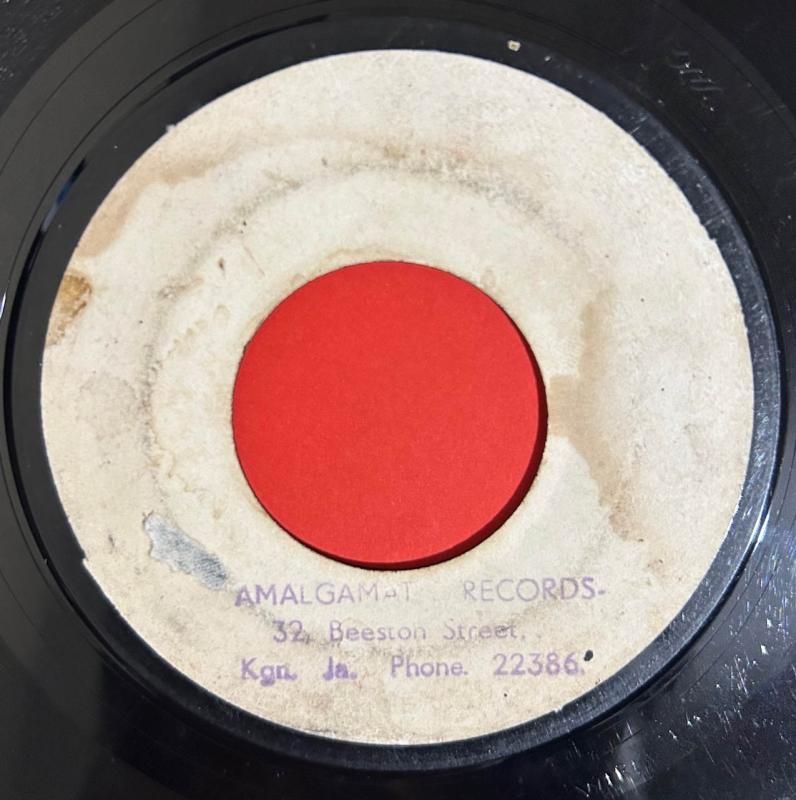 AMALGAMAT RECORDS-
32, Beeston Street,
Kgn. Ja. Phone. 22386.